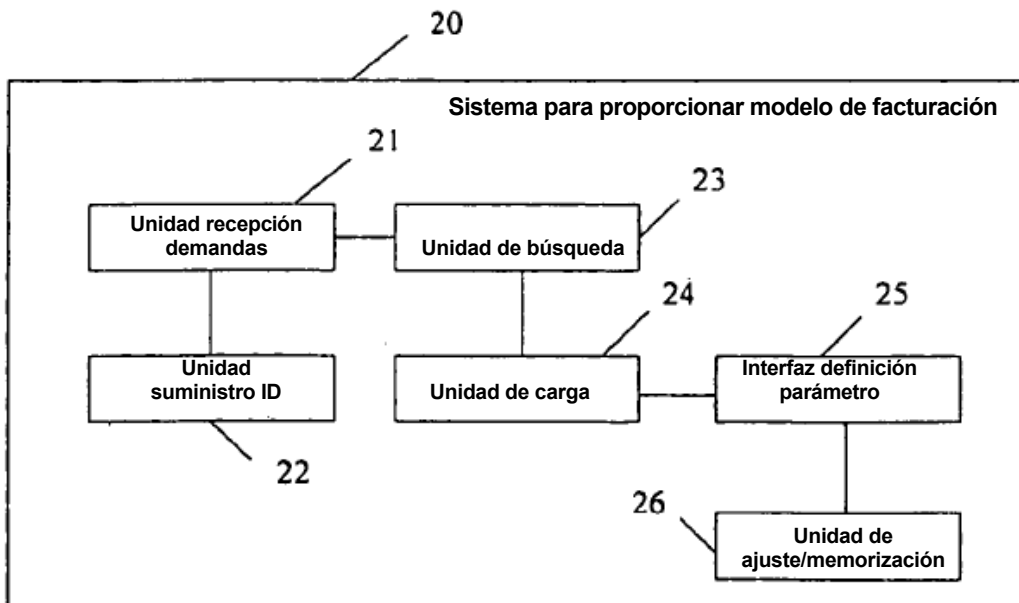 20
Sistema para proporcionar modelo de facturación
21
23
Unidad recepción
demandas
Unidad de búsqueda
24
25
Unidad
suministro ID
Unidad de carga
Interfaz definición
parámetro
22
26
Unidad de
ajuste/memorización